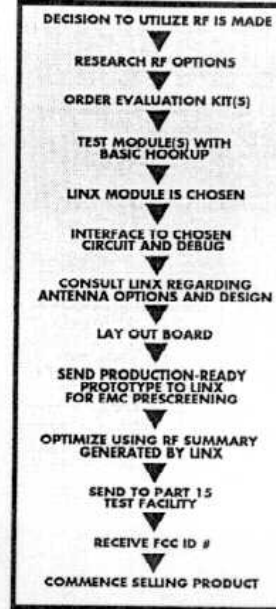 DECISION TO UTILIZE RF IS MADE
RESEARCH RF OPTIONS
ORDER EVALUATION KIT(S)
TEST MODULE(S) WITH
BASIC HOOKUP
LINX MODULE IS CHOSEN
INTERFACE TO CHOSEN
CIRCUIT AND DEBUG
CONSULT LINX REGARDING
ANTENNA OPTIONS AND DESIGN
LAY OUT BOARD
SEND PRODUCTION-READY
PROTOTYPE TO LINX
FOR EMC PRESCREENING
OPTIMIZE USING RF SUMMARY
GENERATED BY LINX
SEND TO PART 15
TEST FACILITY
RECEIVE FCC ID #
COMMENCE SELLING PRODUCT